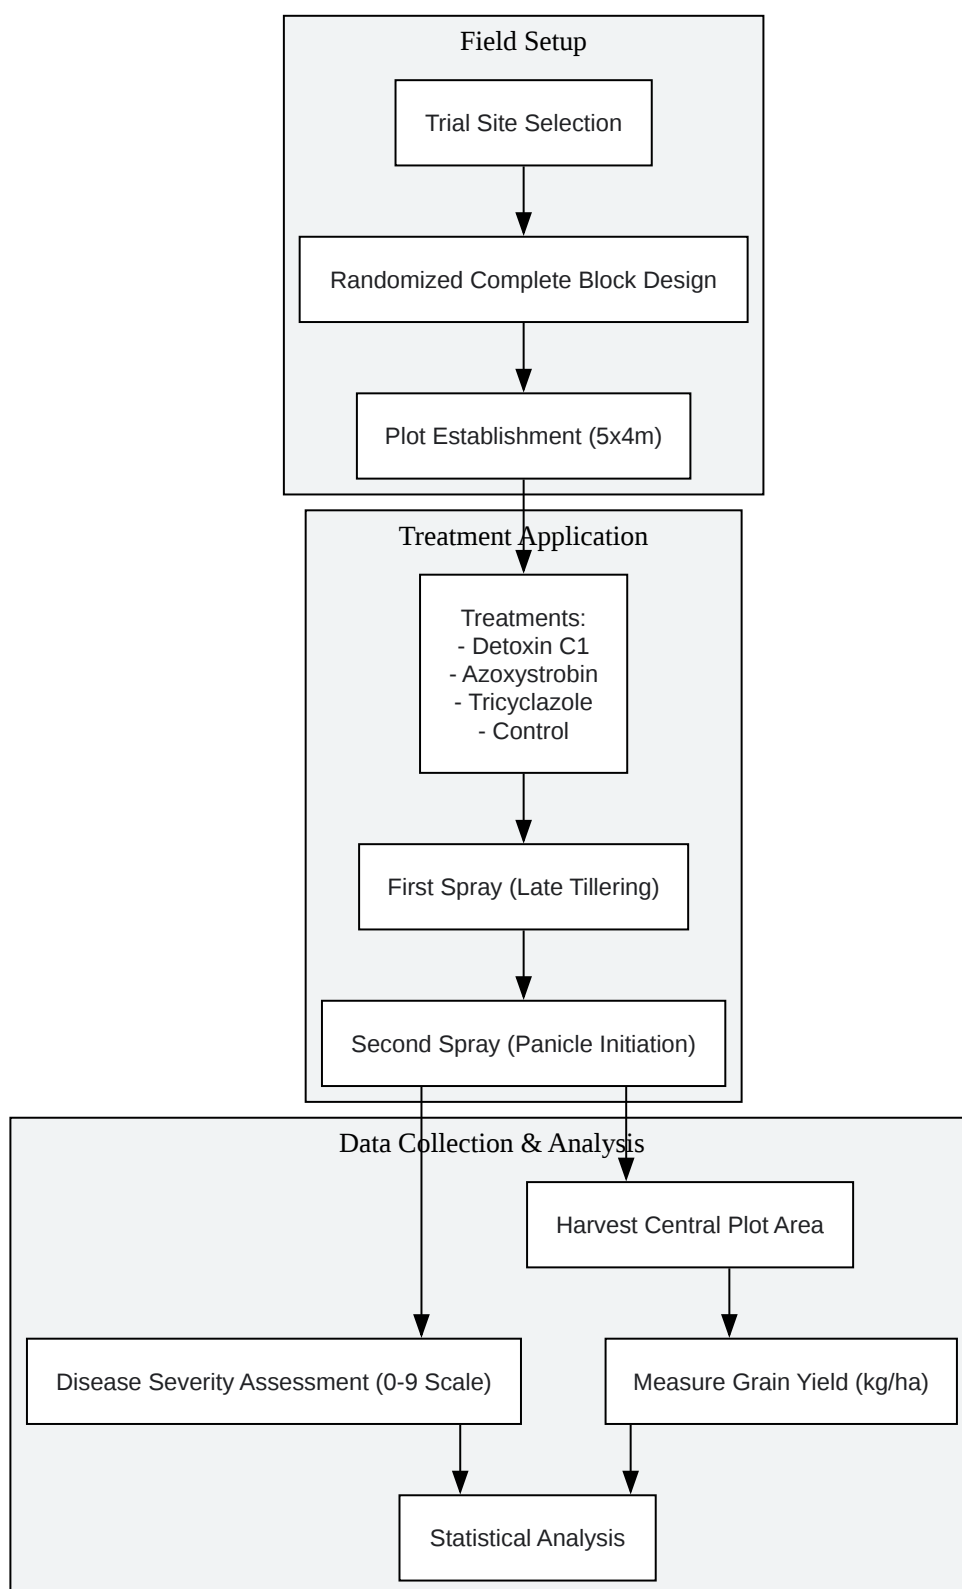 Field Setup
Trial Site Selection
Randomized Complete Block Design
Plot Establishment (5x4m)
Treatment Application
Treatments:
- Detoxin C1
- Azoxystrobin
- Tricyclazole
- Control
First Spray (Late Tillering)
Second Spray (Panicle Initiation)
Data Collection & Analysis
Harvest Central Plot Area
Disease Severity Assessment (0-9 Scale)
Measure Grain Yield (kg/ha)
Statistical Analysis